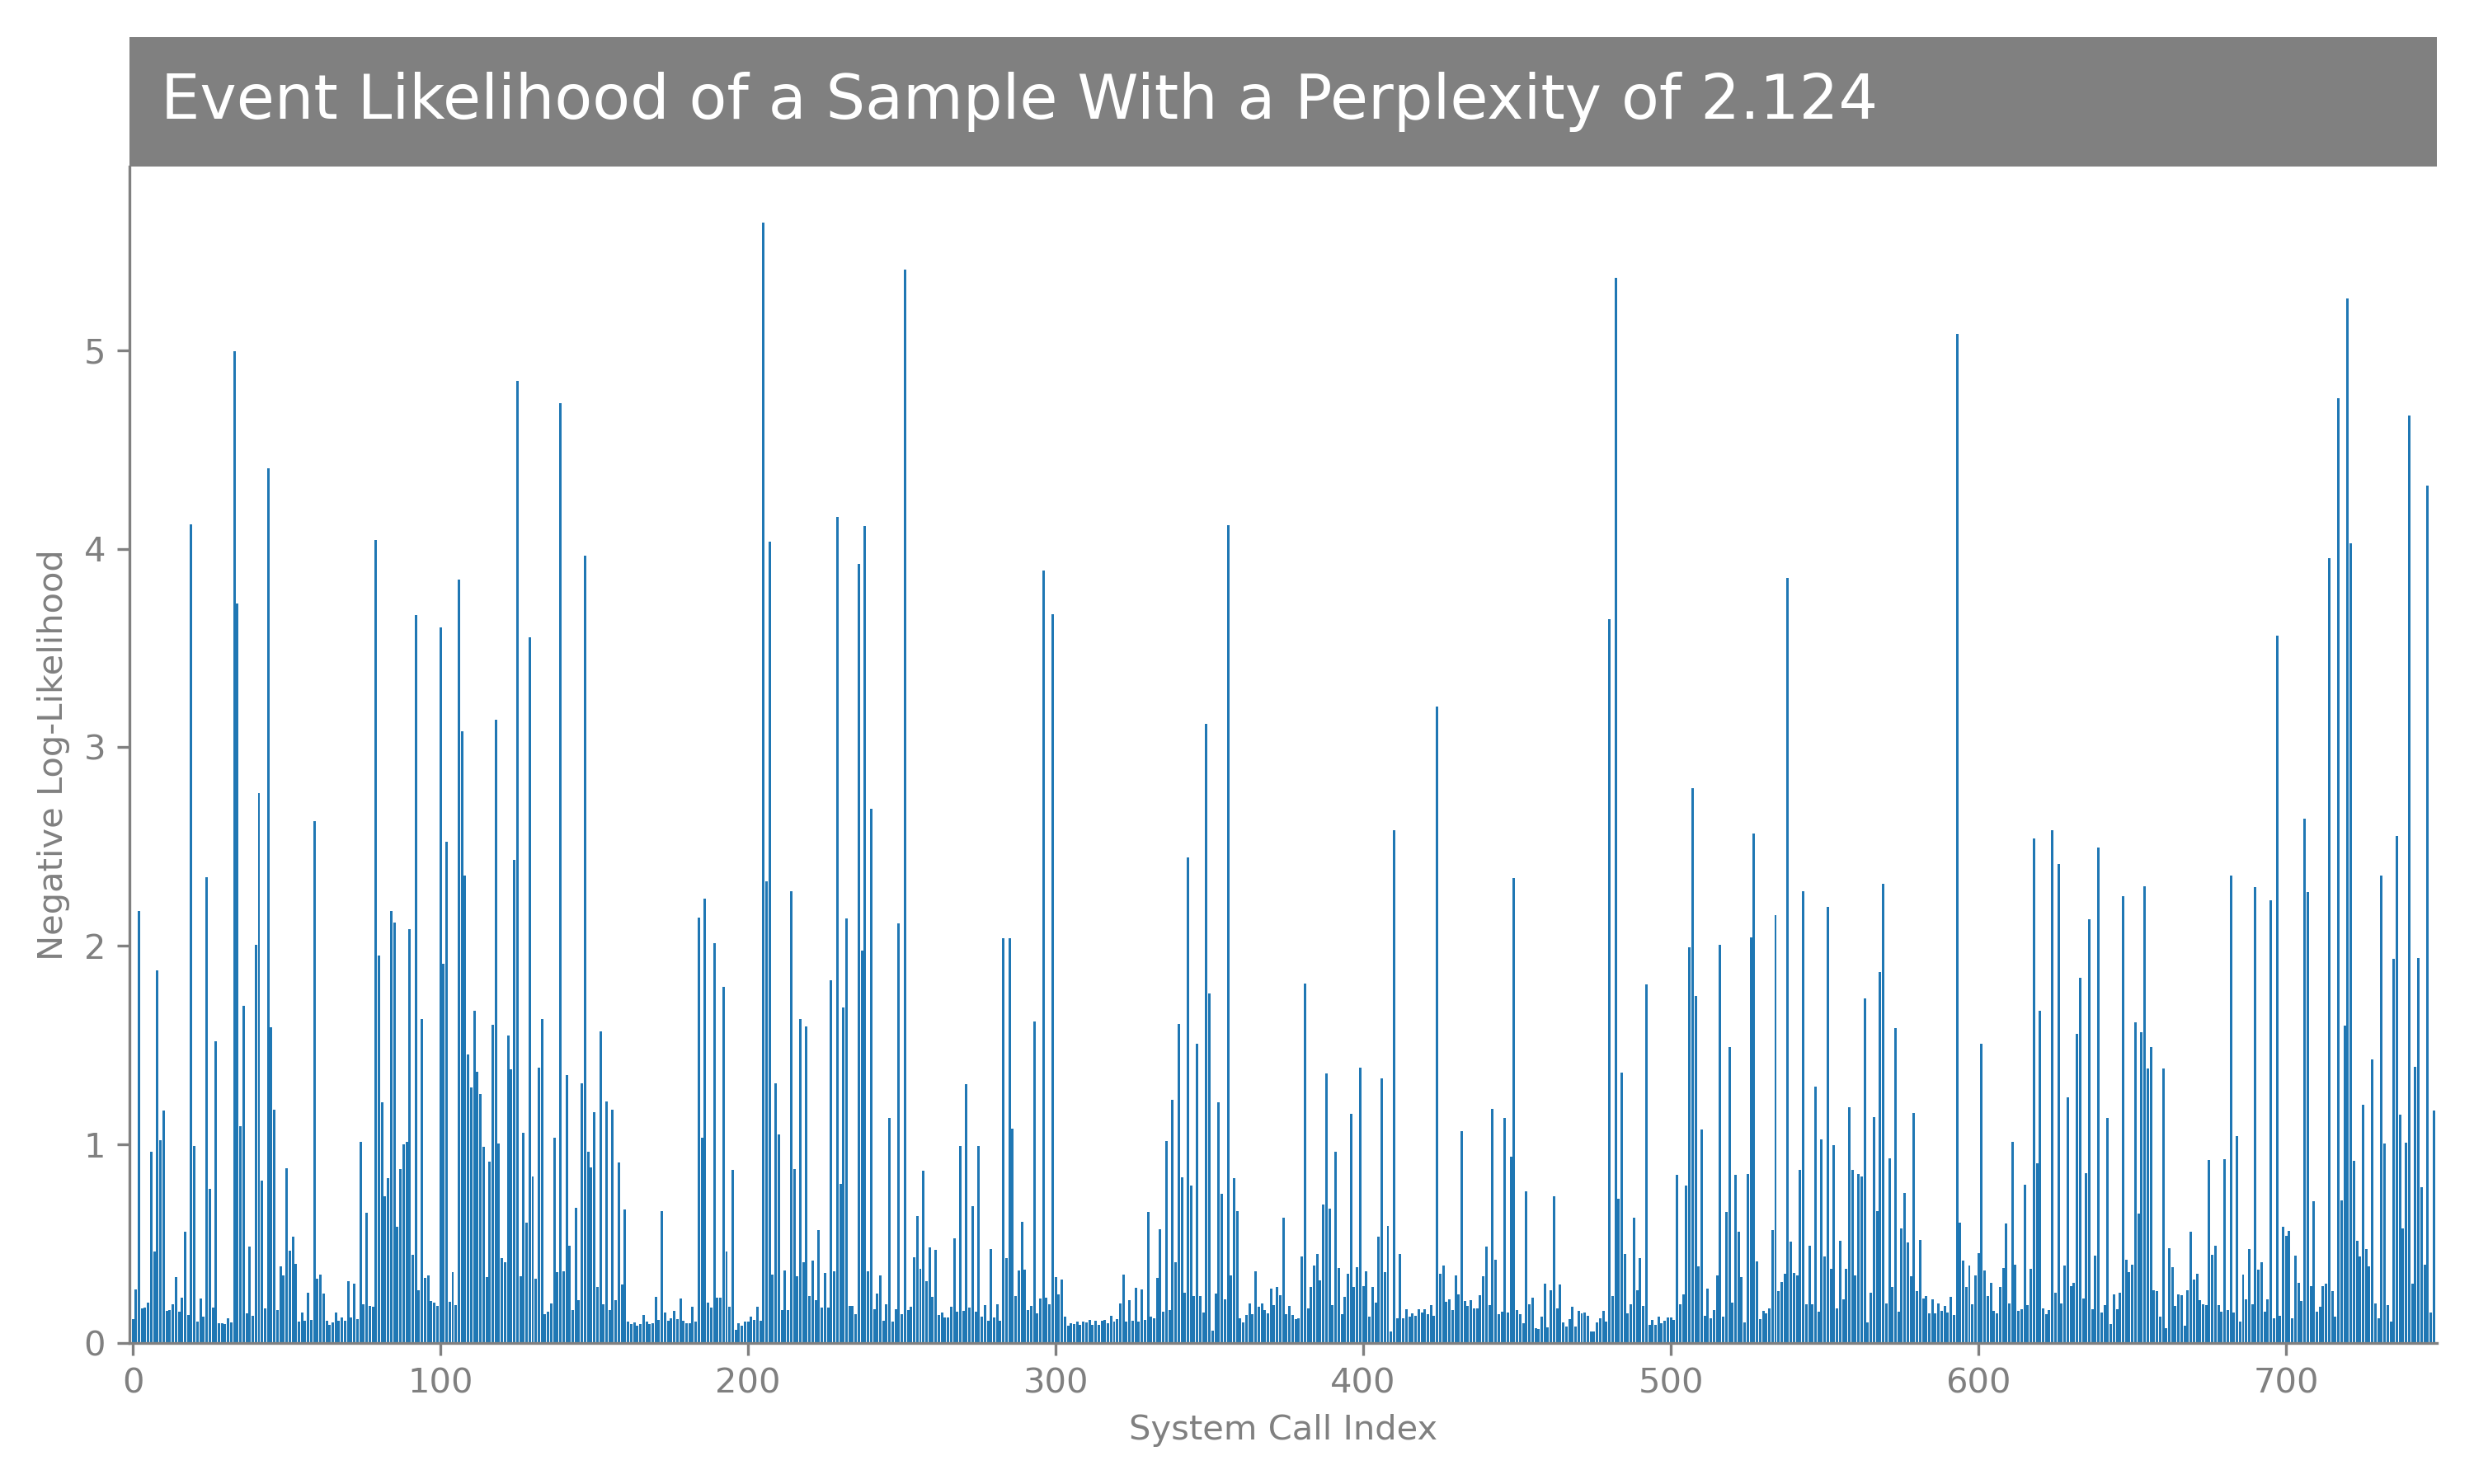 Event Likelihood of a Sample With a Perplexity of 2.124
Negative Log-Likelihood
5
4
3
2
1
0
0 100 200 300 400 500 600 700
System Call Index